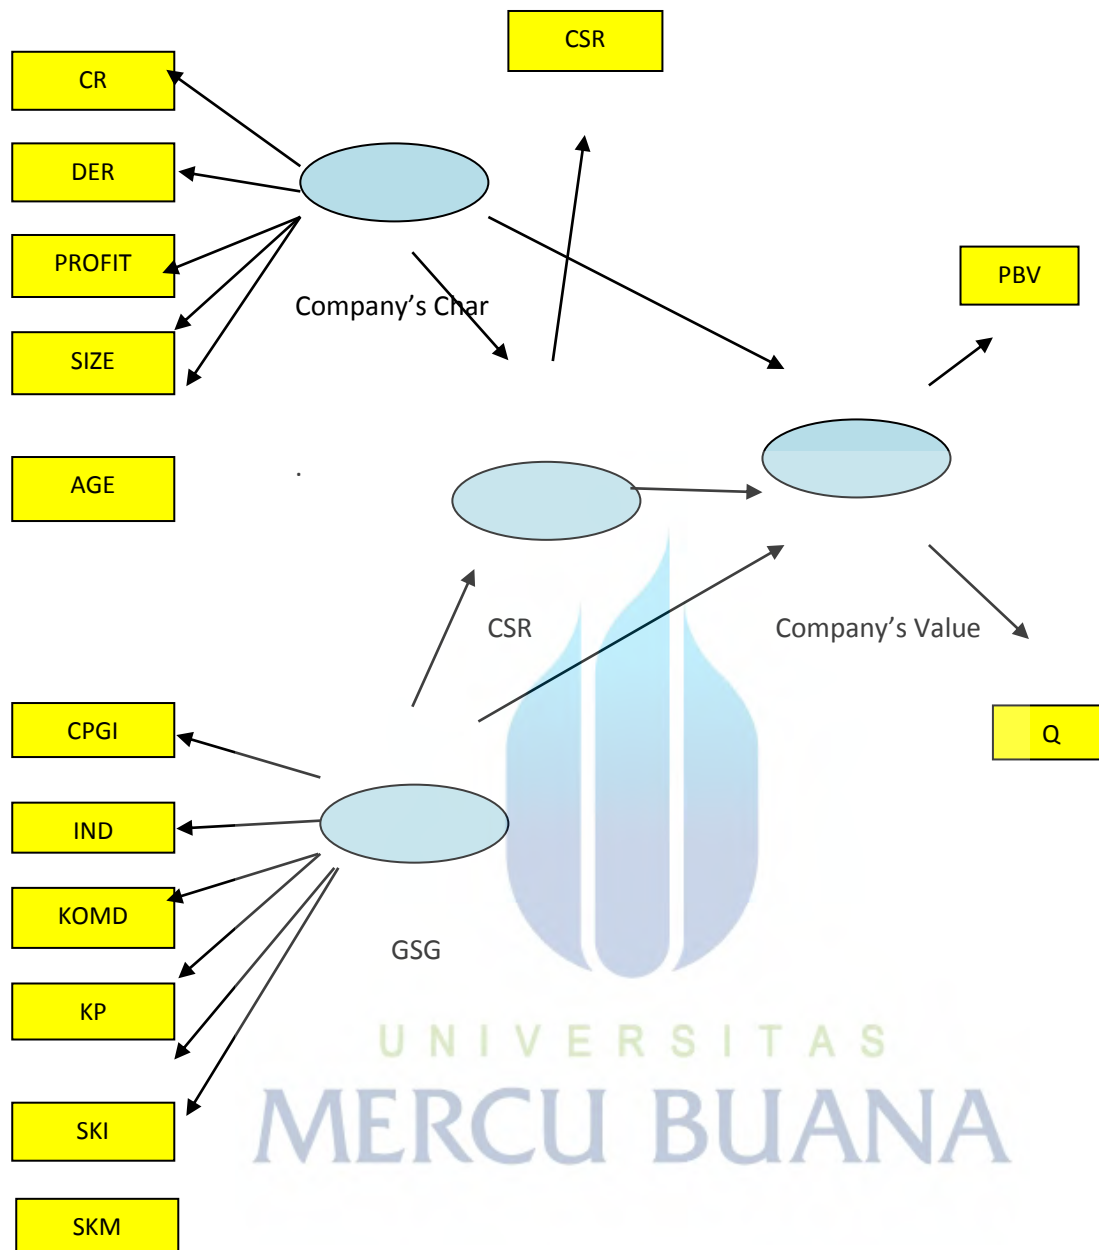 CSR
CR
DER
PROFIT
PBV
Company's Char
SIZE
AGE
CSR
Company's Value
CPGI
Q
IND
KOMD
GSG
KP
UNIVERSITAS
MERCU BUANA
SKI
SKM